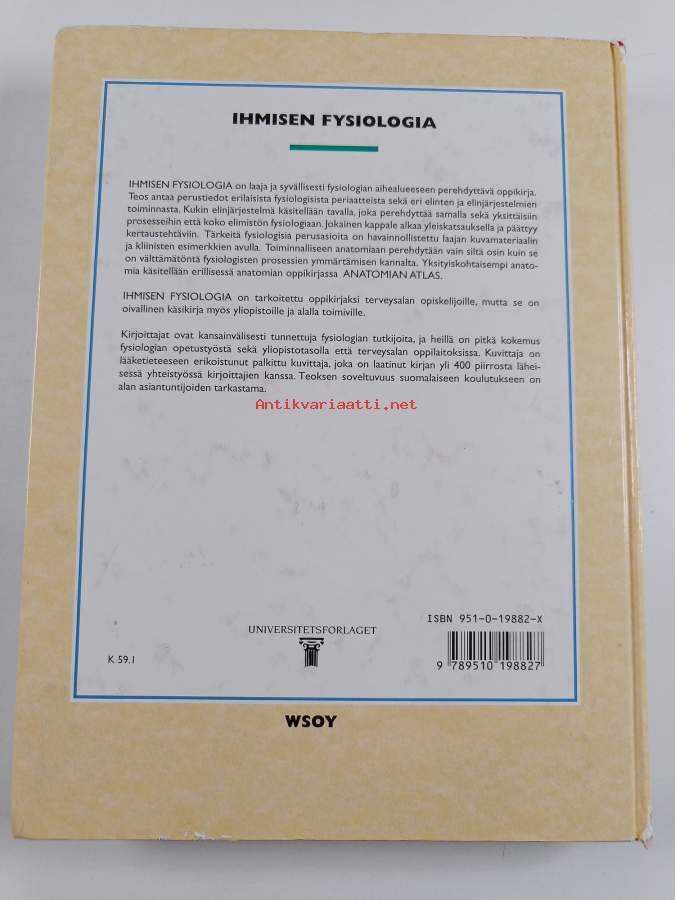 IHMISEN FYSIOLOGIA
IHMISEN FYSIOLOGIA on laaja ja syvällisesti fysiologian aihealueeseen perehdyttävä oppikirja.
Teos antaa perustiedot erilaisista fysiologisista periaatteista sekä eri elinten ja elinjärjestelmien
toiminnasta. Kukin elinjärjestelmä käsitellään tavalla, joka perehdyttää samalla sekä yksittäisiin
prosesseihin että koko elimistön fysiologiaan. Jokainen kappale alkaa yleiskatsauksella ja päättyy
kertaustehtäviin. Tärkeitä fysiologisia perusasioita on havainnollistettu laajan kuvamateriaalin
ja kliinisten esimerkkien avulla. Toiminnalliseen anatomiaan perehdytään vain siltä osin kuin se
on välttämätöntä fysiologisten prosessien ymmärtämisen kannalta. Yksityiskohtaisempi anato-
mia käsitellään erillisessä anatomian oppikirjassa ANATOMIAN ATLAS.
IHMISEN FYSIOLOGIA on tarkoitettu oppikirjaksi terveysalan opiskelijoille, mutta se on
oivallinen käsikirja myös yliopistoille ja alalla toimiville.
Kirjoittajat ovat kansainvälisesti tunnettuja fysiologian tutkijoita, ja heillä on pitkä kokemus
fysiologian opetustyöstä sekä yliopistotasolla että terveysalan oppilaitoksissa. Kuvittaja on
lääketieteeseen erikoistunut palkittu kuvittaja, joka on laatinut kirjan yli 400 piirrosta lähei-
sessä yhteistyössä kirjoittajien kanssa. Teoksen soveltuvuus suomalaiseen koulutukseen on
alan asiantuntijoiden tarkastama.
Antikvariaatti.net
ISBN 951-0-19882-X
UNIVERSITETSFORLAGET
K 59.1
9 789510 198827
WSOY